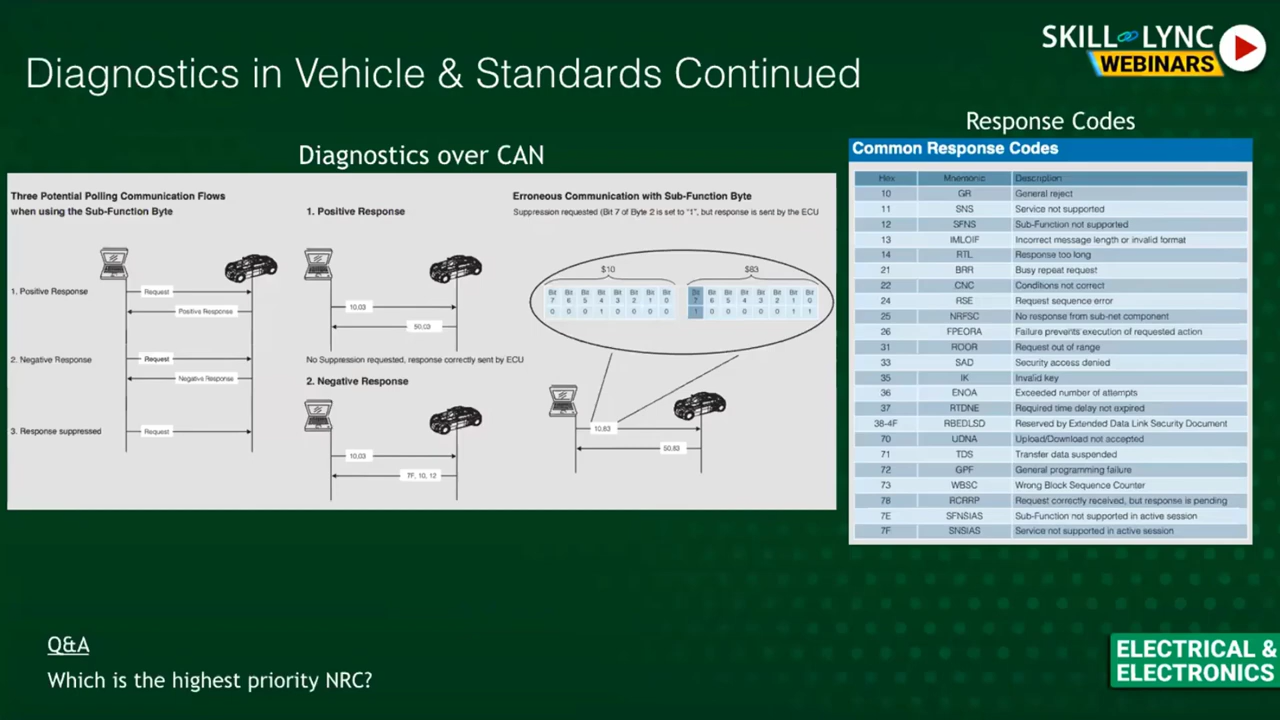 SKILL LYNC
WEBINARS
Diagnostics in Vehicle & Standards Continued
Diagnostics over CAN
Three Potential Polling Communication Flows
when using the Sub-Function Byte
1. Positive Response
Request
Positive Response
2. Negative Response
Request
Negative Response
3. Response suppressed
Request
1. Positive Response
10,03
50,03
No Suppression requested, response correctly sent by ECU
2. Negative Response
10,03
7F, 10, 12
Erroneous Communication with Sub-Function Byte
Suppression requested (Bit 7 of Byte 2 is set to "1", but response is sent by the ECU
$10 $83
Bit Bit Bit Bit Bit Bit Bit Bit Bit Bit Bit Bit Bit Bit Bit Bit
7 6 5 4 3 2 1 0 7 6 5 4 3 2 1 0
0 0 0 1 0 0 0 0 1 0 0 0 0 0 1 1
10,83
50,83
Response Codes
Common Response Codes
Hex Mnemonic Description
10 GR General reject
11 SNS Service not supported
12 SFNS Sub-Function not supported
13 IMLOIF Incorrect message length or invalid format
14 RTL Response too long
21 BRR Busy repeat request
22 CNC Conditions not correct
24 RSE Request sequence error
25 NRFSC No response from sub-net component
26 FPEORA Failure prevents execution of requested action
31 ROOR Request out of range
33 SAD Security access denied
35 IK Invalid key
36 ENOA Exceeded number of attempts
37 RTDNE Required time delay not expired
38-4F RBEDLSD Reserved by Extended Data Link Security Document
70 UDNA Upload/Download not accepted
71 TDS Transfer data suspended
72 GPF General programming failure
73 WBSC Wrong Block Sequence Counter
78 RCRRP Request correctly received, but response is pending
7E SFNSIAS Sub-Function not supported in active session
7F SNSIAS Service not supported in active session
Q&A
Which is the highest priority NRC?
ELECTRICAL &
ELECTRONICS